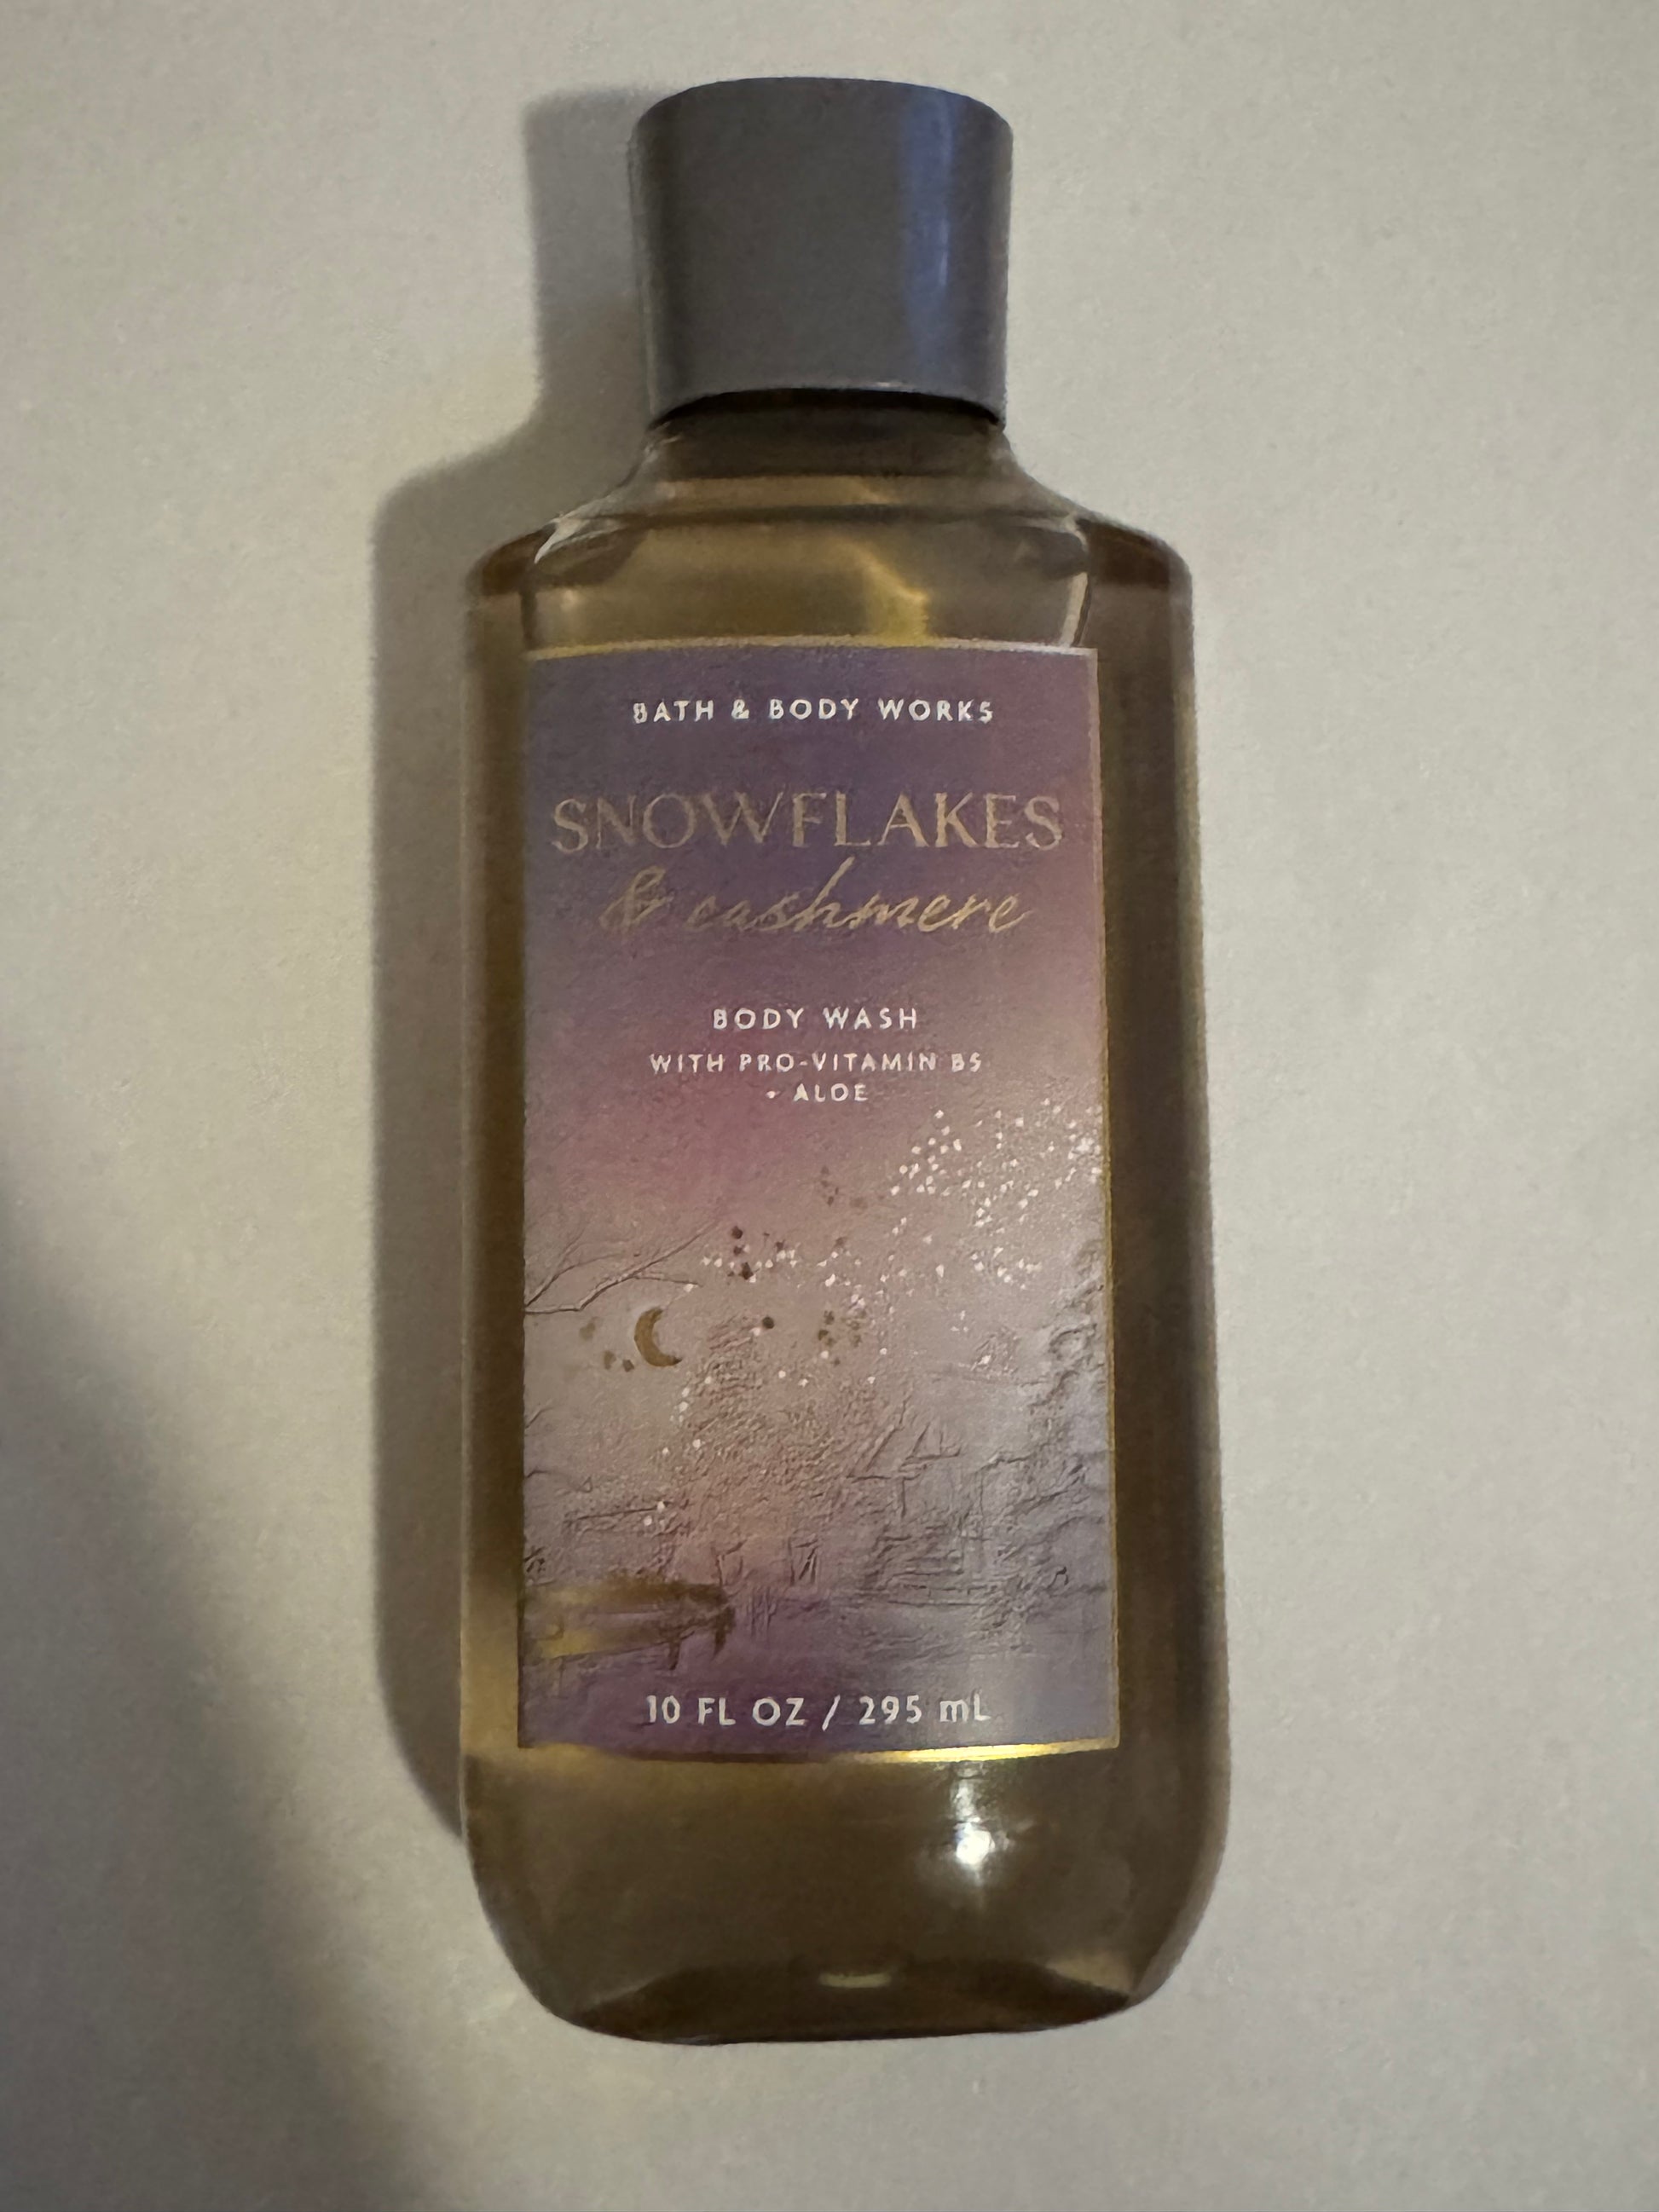 BATH & BODY WORKS
SNOWFLAKES
& cashmere
BODY WASH
WITH PRO-VITAMIN B5
+ ALOE
10 FL OZ / 295 mL